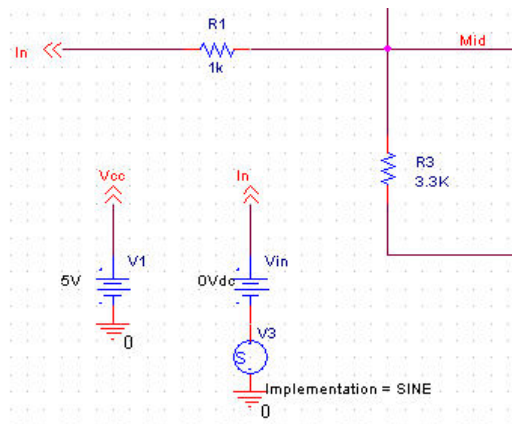 R1
In
1k
Mid
R3
3.3K
Vcc
In
V1
Vin
5V
0Vdc
V3
0
S
Implementation = SINE
0